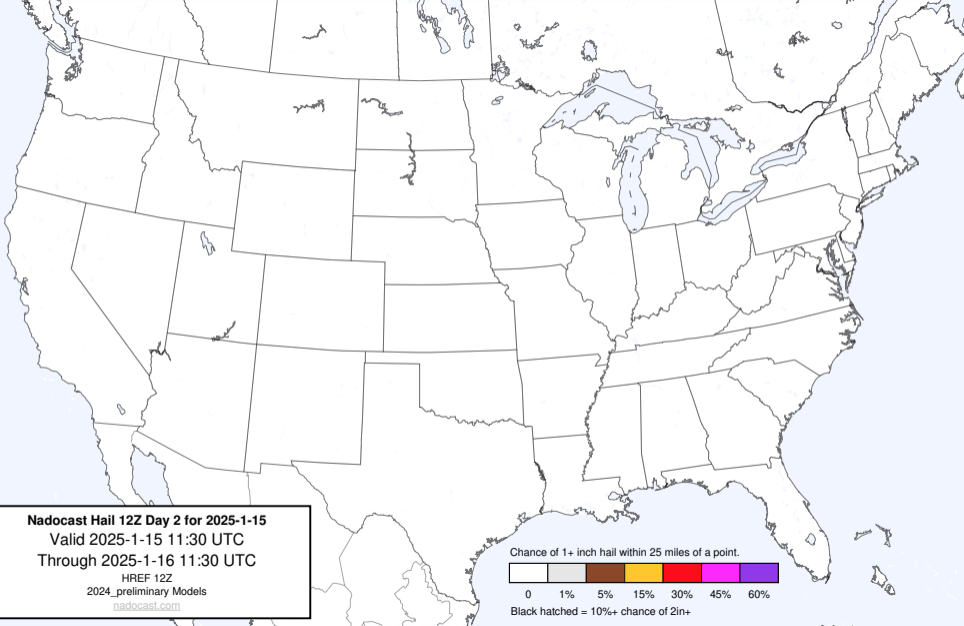 Nadocast Hail 12Z Day 2 for 2025-1-15
Valid 2025-1-15 11:30 UTC
Through 2025-1-16 11:30 UTC
HREF 12Z
2024_preliminary Models
nadocast.com
Chance of 1+ inch hail within 25 miles of a point.
0 1% 5% 15% 30% 45% 60%
Black hatched = 10%+ chance of 2in+